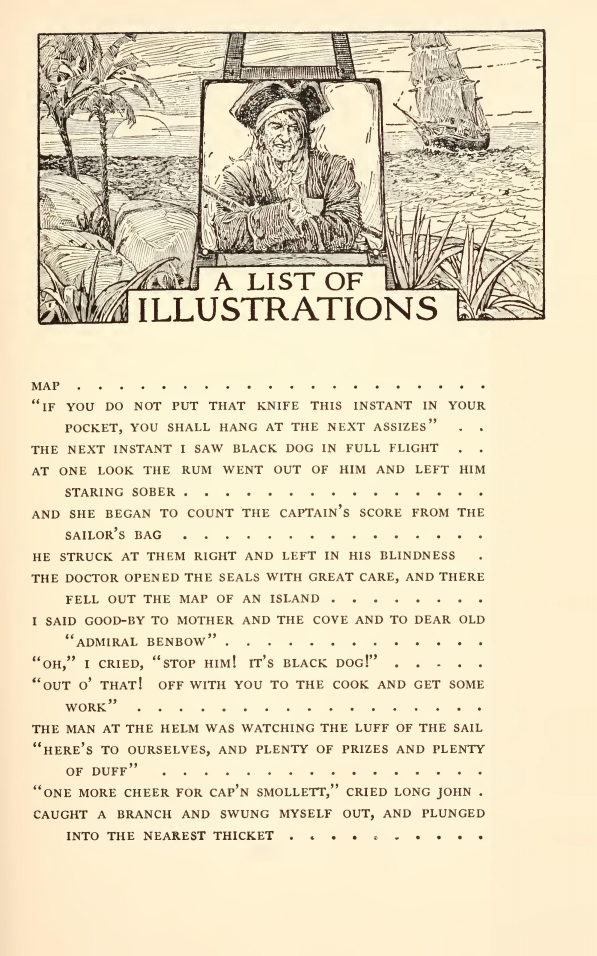 A LIST OF
ILLUSTRATIONS
MAP . . . . . . . . . . . . . . . . . . .
"IF YOU DO NOT PUT THAT KNIFE THIS INSTANT IN YOUR
POCKET, YOU SHALL HANG AT THE NEXT ASSIZES" . .
THE NEXT INSTANT I SAW BLACK DOG IN FULL FLIGHT . .
AT ONE LOOK THE RUM WENT OUT OF HIM AND LEFT HIM
STARING SOBER . . . . . . . . . . . . . . .
AND SHE BEGAN TO COUNT THE CAPTAIN'S SCORE FROM THE
SAILOR'S BAG . . . . . . . . . . . . . . .
HE STRUCK AT THEM RIGHT AND LEFT IN HIS BLINDNESS .
THE DOCTOR OPENED THE SEALS WITH GREAT CARE, AND THERE
FELL OUT THE MAP OF AN ISLAND . . . . . . . .
I SAID GOOD-BY TO MOTHER AND THE COVE AND TO DEAR OLD
"ADMIRAL BENBOW" . . . . . . . . . . . . .
"OH," I CRIED, "STOP HIM! IT'S BLACK DOG!" . . . . .
"OUT O' THAT! OFF WITH YOU TO THE COOK AND GET SOME
WORK" . . . . . . . . . . . . . . . . .
THE MAN AT THE HELM WAS WATCHING THE LUFF OF THE SAIL
"HERE'S TO OURSELVES, AND PLENTY OF PRIZES AND PLENTY
OF DUFF" . . . . . . . . . . . . . . . .
"ONE MORE CHEER FOR CAP'N SMOLLETT," CRIED LONG JOHN .
CAUGHT A BRANCH AND SWUNG MYSELF OUT, AND PLUNGED
INTO THE NEAREST THICKET . . . . . . . . . .